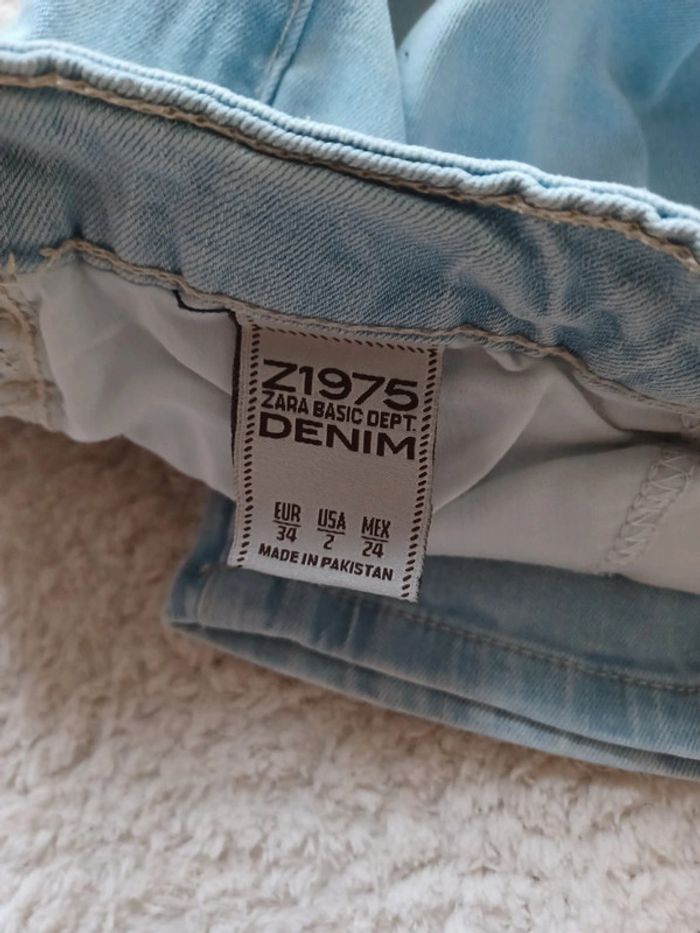 Z1975
ZARA BASIC DEPT.
DENIM
EUR USA MEX
34 2 24
MADE IN PAKISTAN